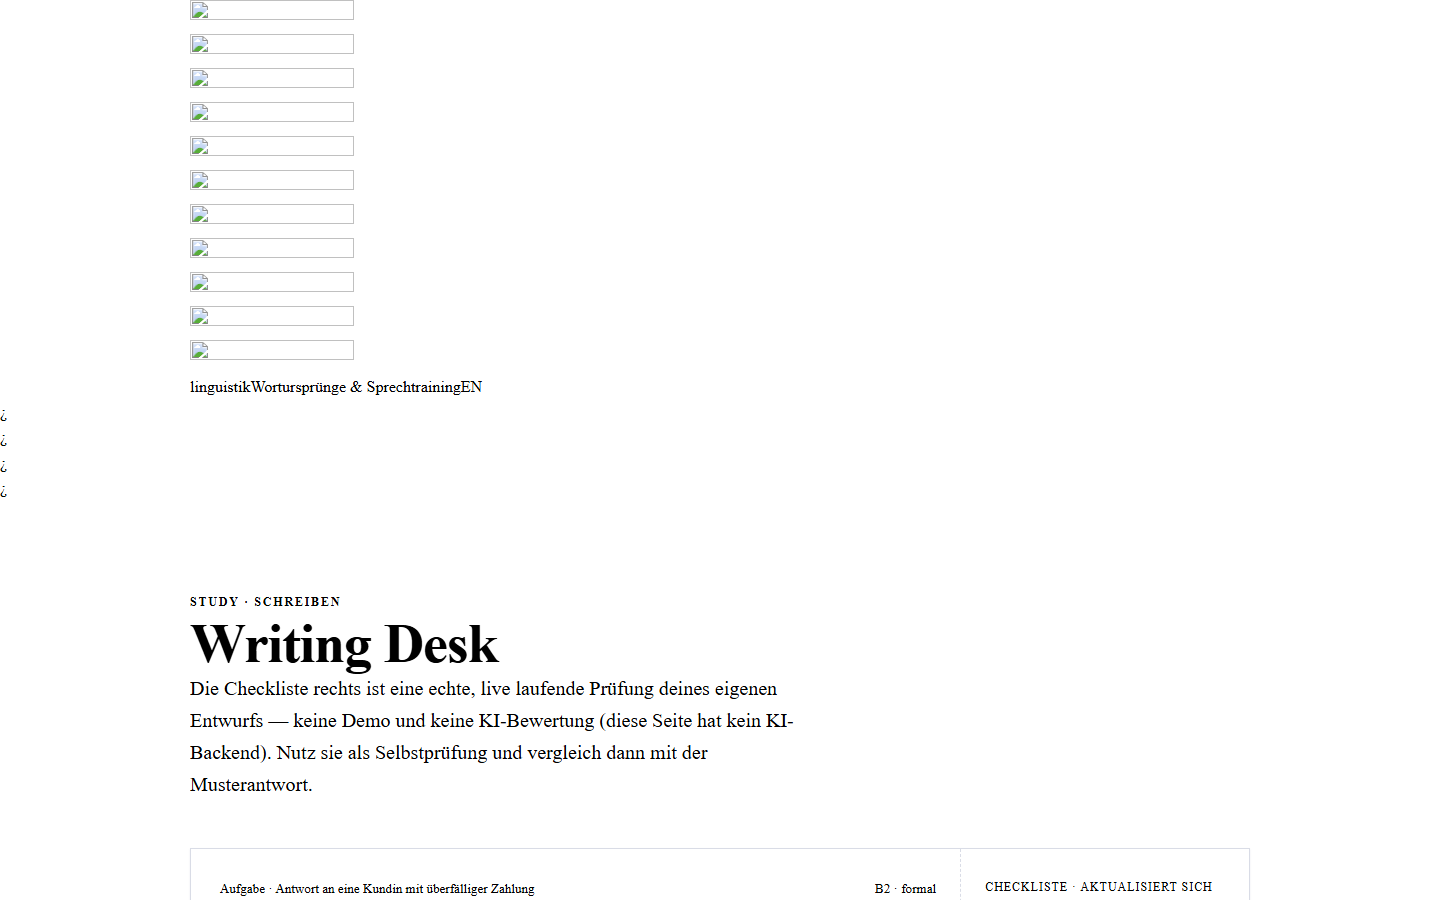 linguistikWortursprünge & SprechtrainingEN
¿
¿
¿
¿
STUDY · SCHREIBEN
Writing Desk
Die Checkliste rechts ist eine echte, live laufende Prüfung deines eigenen
Entwurfs — keine Demo und keine KI-Bewertung (diese Seite hat kein KI-
Backend). Nutz sie als Selbstprüfung und vergleich dann mit der
Musterantwort.
Aufgabe · Antwort an eine Kundin mit überfälliger Zahlung
B2 · formal
CHECKLISTE · AKTUALISIERT SICH